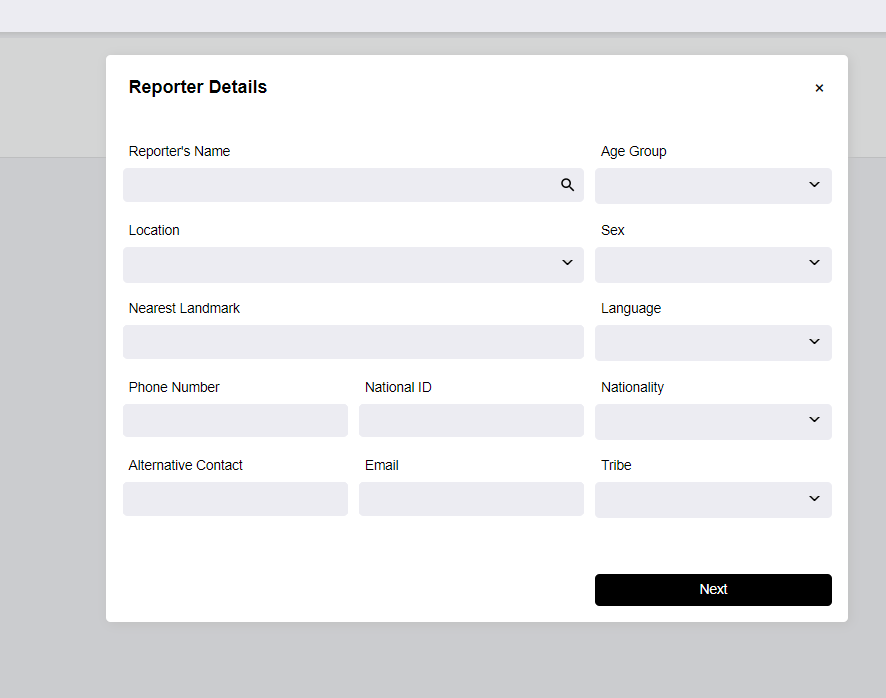 Reporter Details
×
Reporter's Name
Age Group
Location
Sex
Nearest Landmark
Language
Phone Number
National ID
Nationality
Alternative Contact
Email
Tribe
Next